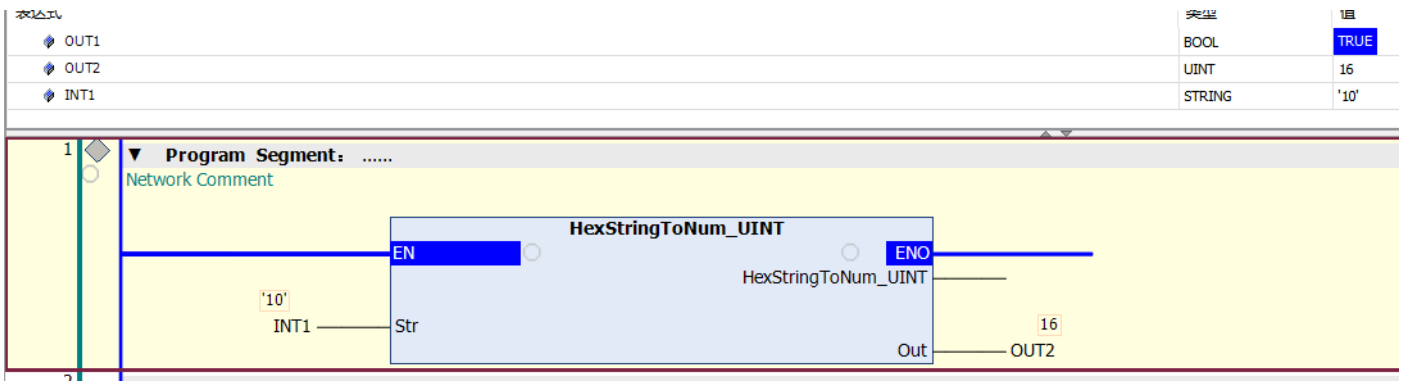 表达式 类型 值
OUT1 BOOL TRUE
OUT2 UINT 16
INT1 STRING '10'
1 ▼ Program Segment： ......
Network Comment
HexStringToNum_UINT
EN ENO
HexStringToNum_UINT
'10' 16
INT1 Str
Out OUT2
2